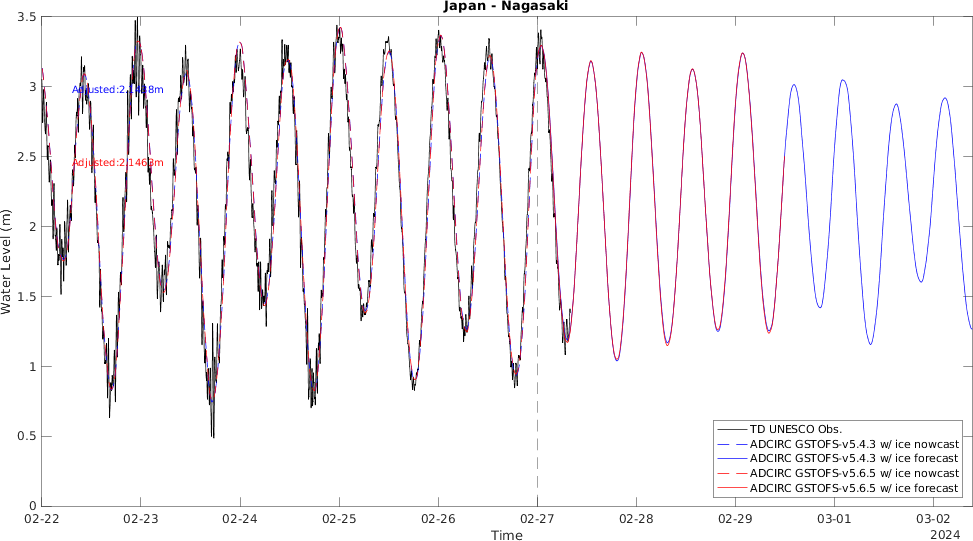 Japan - Nagasaki
3.5
3
2.5
2
1.5
1
0.5
0
Water Level (m)
Adjusted:2.1463m
02-22
02-23
02-24
02-25
02-26
02-27
02-28
02-29
03-01
03-02
2024
Time
TD UNESCO Obs.
ADCIRC GSTOFS-v5.4.3 w/ ice nowcast
ADCIRC GSTOFS-v5.4.3 w/ ice forecast
ADCIRC GSTOFS-v5.6.5 w/ ice nowcast
ADCIRC GSTOFS-v5.6.5 w/ ice forecast